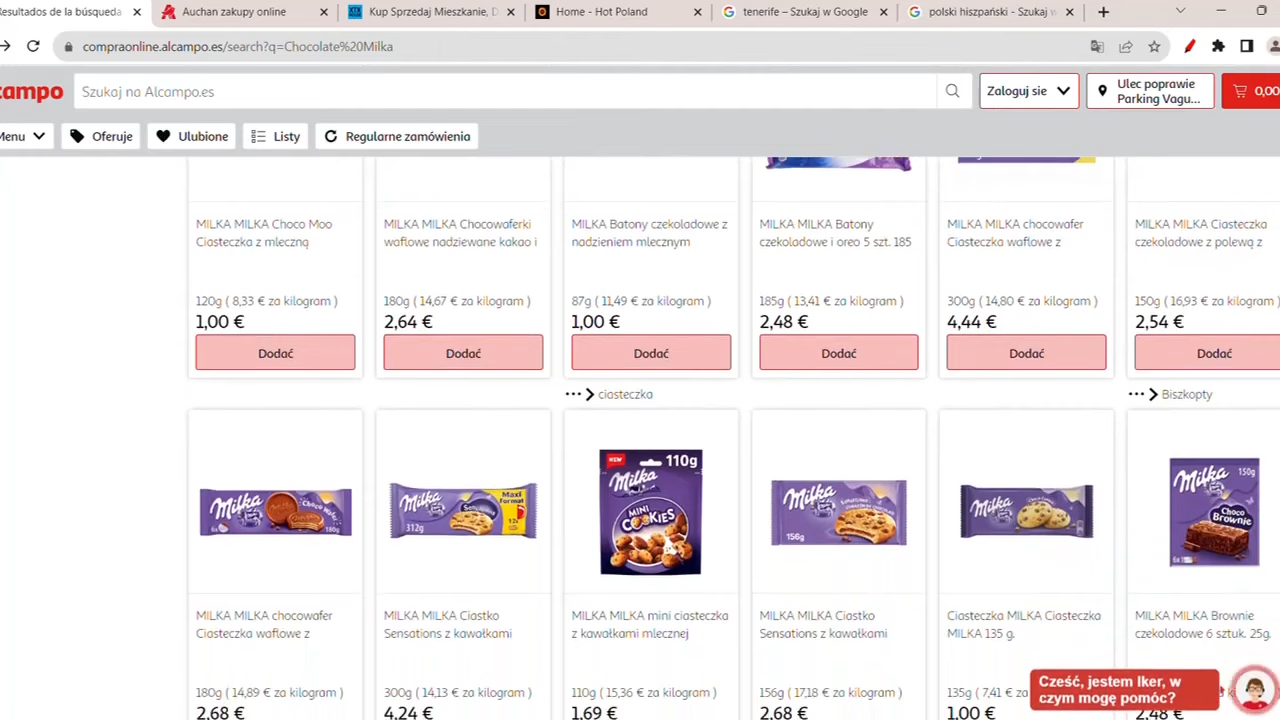 Resultados de la búsqueda
Auchan zakupy online
Kup Sprzedaj Mieszkanie, D
Home - Hot Poland
tenerife – Szukaj w Google
polski hiszpański - Szukaj w
compraonline.alcampo.es/search?q=Chocolate%20Milka
campo
Szukaj na Alcampo.es
Zaloguj sie
Ulec poprawie
Parking Vagu...
0,00
Menu
Oferuje
Ulubione
Listy
Regularne zamówienia
MILKA MILKA Choco Moo
Ciasteczka z mleczną
120g ( 8,33 € za kilogram )
1,00 €
Dodać
MILKA MILKA Chocowaferki
waflowe nadziewane kakao i
180g ( 14,67 € za kilogram )
2,64 €
Dodać
MILKA Batony czekoladowe z
nadzieniem mlecznym
87g ( 11,49 € za kilogram )
1,00 €
Dodać
MILKA MILKA Batony
czekoladowe i oreo 5 szt. 185
185g ( 13,41 € za kilogram )
2,48 €
Dodać
MILKA MILKA chocowafer
Ciasteczka waflowe z
300g ( 14,80 € za kilogram )
4,44 €
Dodać
MILKA MILKA Ciasteczka
czekoladowe z polewą z
150g ( 16,93 € za kilogram )
2,54 €
Dodać
••• > ciasteczka
••• > Biszkopty
Milka
Choco Wafer
180g
MILKA MILKA chocowafer
Ciasteczka waflowe z
180g ( 14,89 € za kilogram )
2,68 €
Milka
Maxi
Format
312g
MILKA MILKA Ciastko
Sensations z kawałkami
300g ( 14,13 € za kilogram )
4,24 €
NEW
110g
Milka
MINI
COOKIES
MILKA MILKA mini ciasteczka
z kawałkami mlecznej
110g ( 15,36 € za kilogram )
1,69 €
Milka
156g
MILKA MILKA Ciastko
Sensations z kawałkami
156g ( 17,18 € za kilogram )
2,68 €
Milka
Ciasteczka MILKA Ciasteczka
MILKA 135 g.
135g ( 7,41 €
1,00 €
150g
Milka
Choco
Brownie
MILKA MILKA Brownie
czekoladowe 6 sztuk. 25g.
2,48 €
Cześć, jestem Iker, w
czym mogę pomóc?